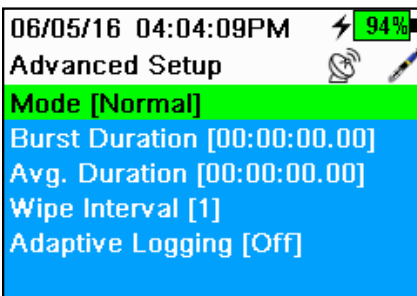 06/05/16 04:04:09PM 94%
Advanced Setup
Mode [Normal]
Burst Duration [00:00:00.00]
Avg. Duration [00:00:00.00]
Wipe Interval [1]
Adaptive Logging [Off]